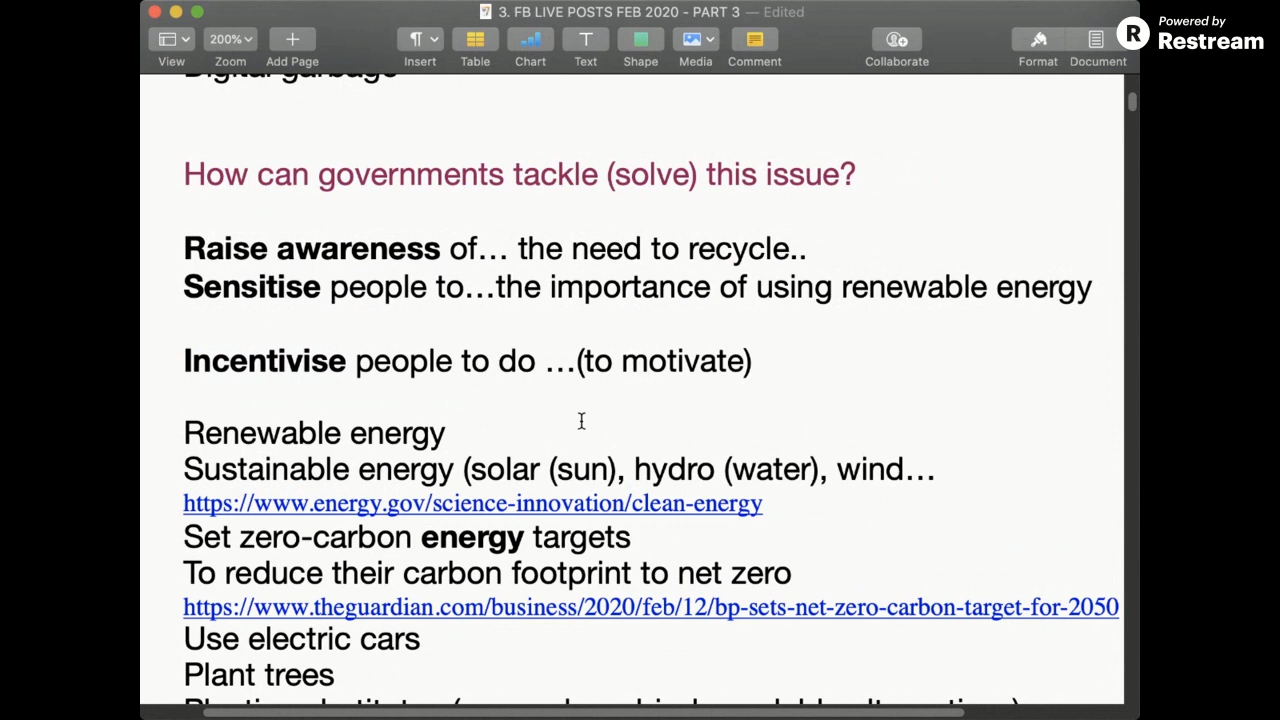 3. FB LIVE POSTS FEB 2020 - PART 3 — Edited
Powered by
R Restream
200%
View
Zoom
Add Page
Insert
Table
Chart
Text
Shape
Media
Comment
Collaborate
Format
Document
Digital garbage
How can governments tackle (solve) this issue?
Raise awareness of… the need to recycle..
Sensitise people to…the importance of using renewable energy
Incentivise people to do …(to motivate)
Renewable energy
Sustainable energy (solar (sun), hydro (water), wind…
https://www.energy.gov/science-innovation/clean-energy
Set zero-carbon energy targets
To reduce their carbon footprint to net zero
https://www.theguardian.com/business/2020/feb/12/bp-sets-net-zero-carbon-target-for-2050
Use electric cars
Plant trees